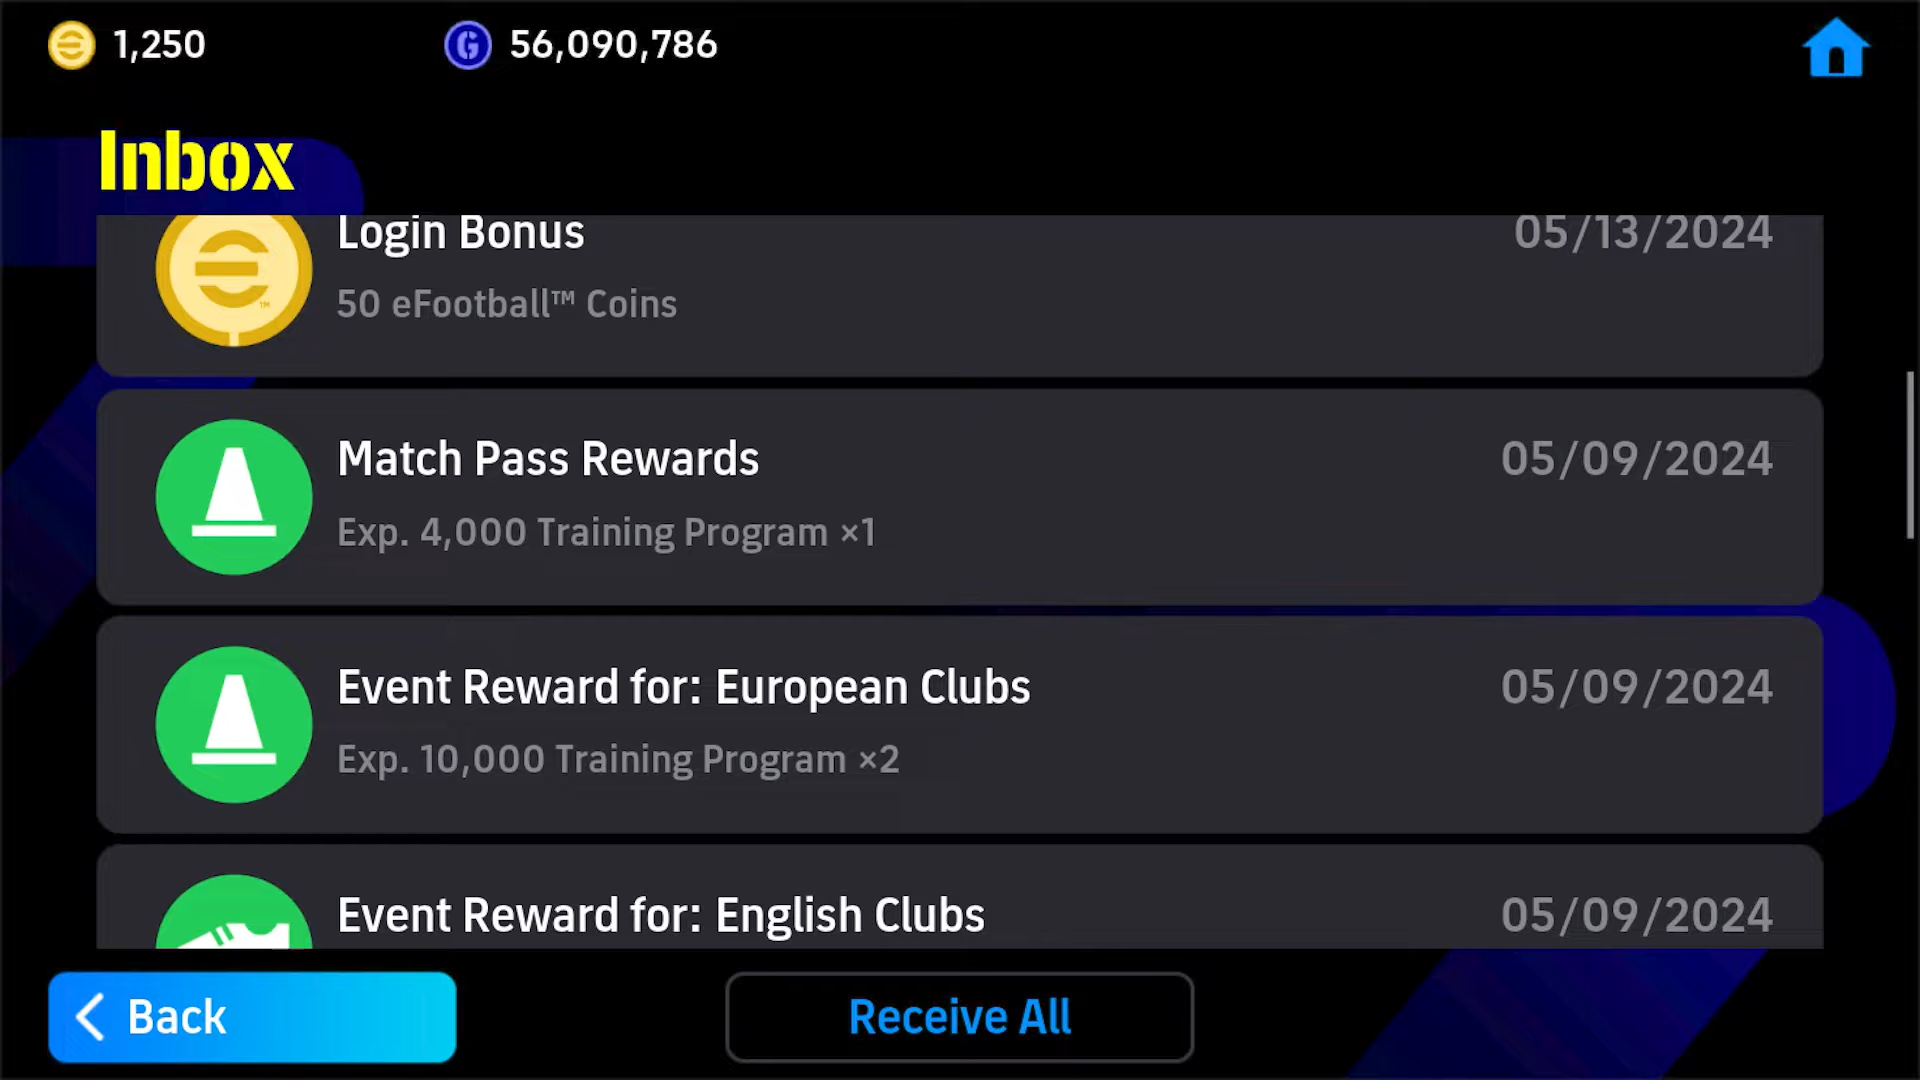 1,250
56,090,786
Inbox
Login Bonus
05/13/2024
50 eFootball™ Coins
Match Pass Rewards
05/09/2024
Exp. 4,000 Training Program ×1
Event Reward for: European Clubs
05/09/2024
Exp. 10,000 Training Program ×2
Event Reward for: English Clubs
05/09/2024
Back
Receive All